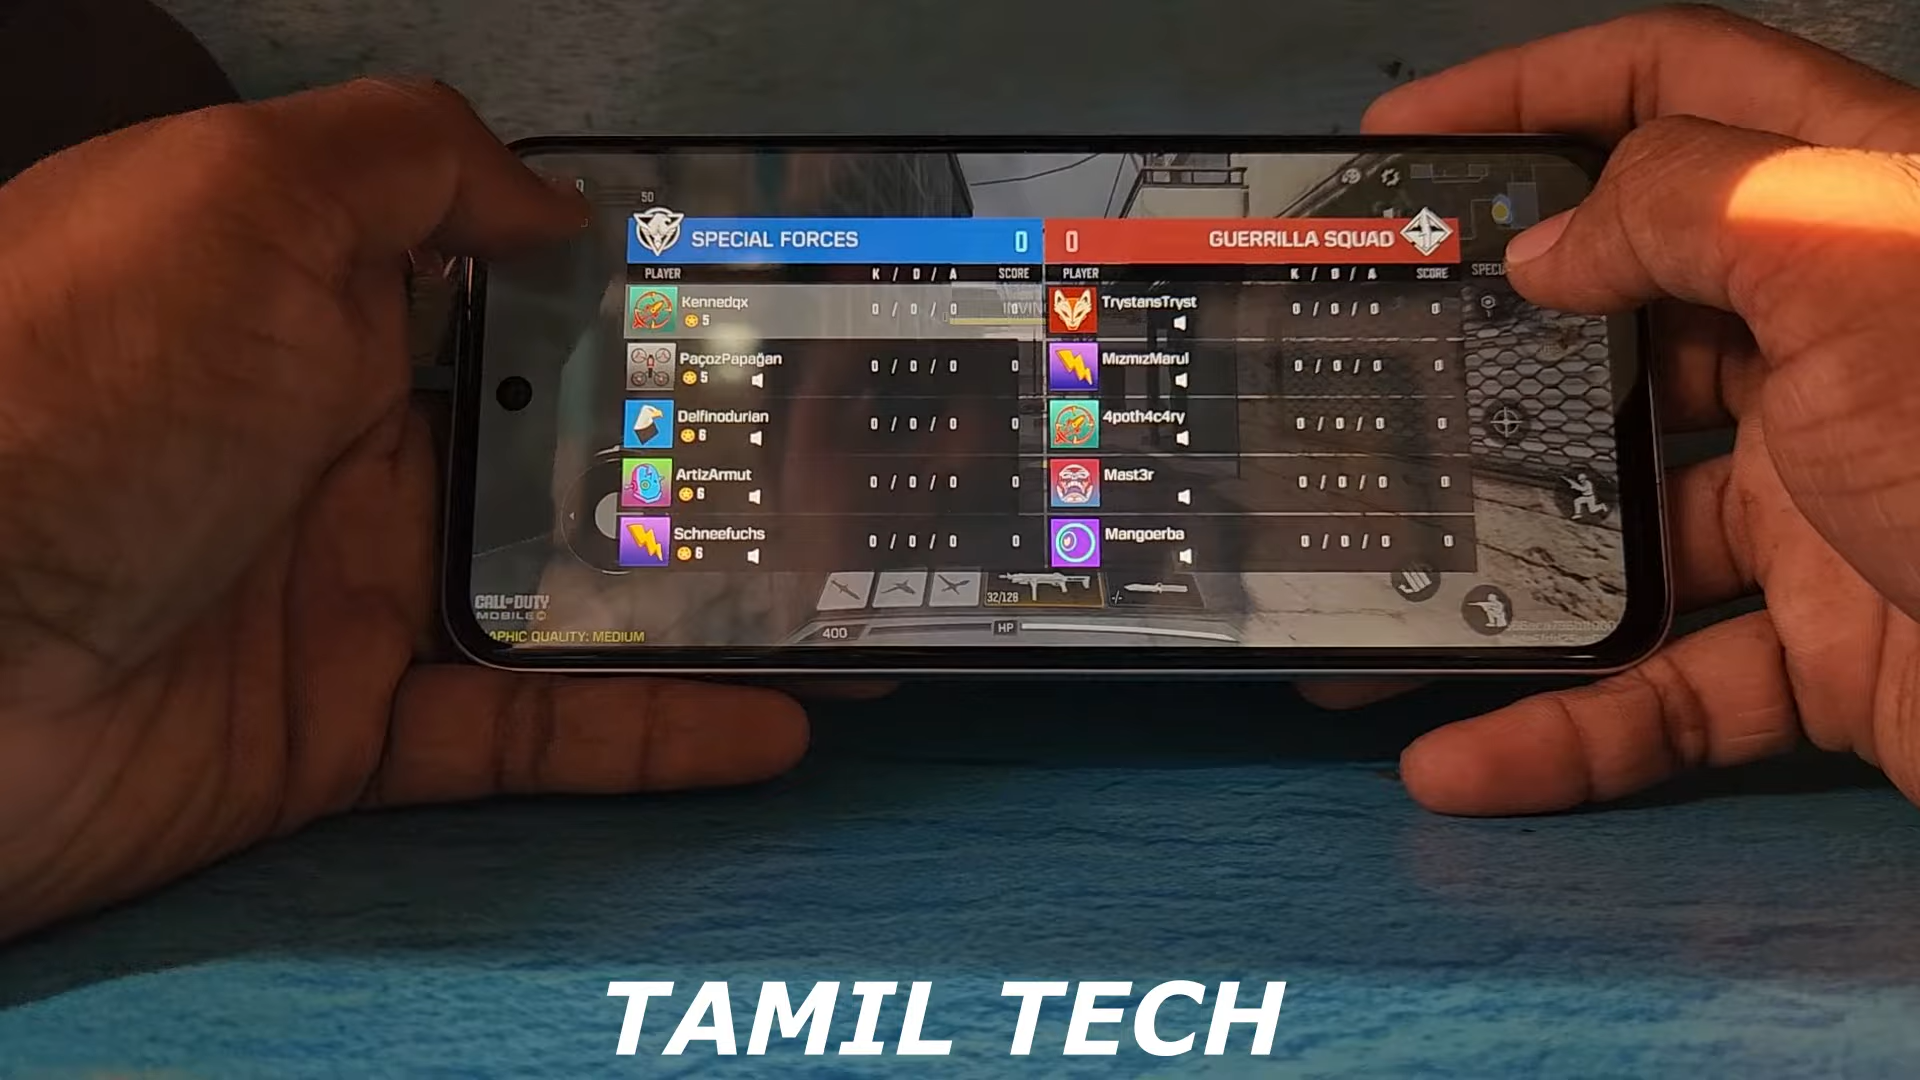 50
SPECIAL FORCES 0
0 GUERRILLA SQUAD
PLAYER K / D / A SCORE
PLAYER K / D / A SCORE
Kennedqx 0 / 0 / 0 0
5
TrystansTryst 0 / 0 / 0 0
PaçozPapağan 0 / 0 / 0 0
5
MızmızMarul 0 / 0 / 0 0
Delfinodurian 0 / 0 / 0 0
6
4poth4c4ry 0 / 0 / 0 0
ArtizArmut 0 / 0 / 0 0
6
Mast3r 0 / 0 / 0 0
Schneefuchs 0 / 0 / 0 0
6
Mangoerba 0 / 0 / 0 0
32/128
-/-
CALL OF DUTY
MOBILE
400 HP
APHIC QUALITY: MEDIUM
TAMIL TECH